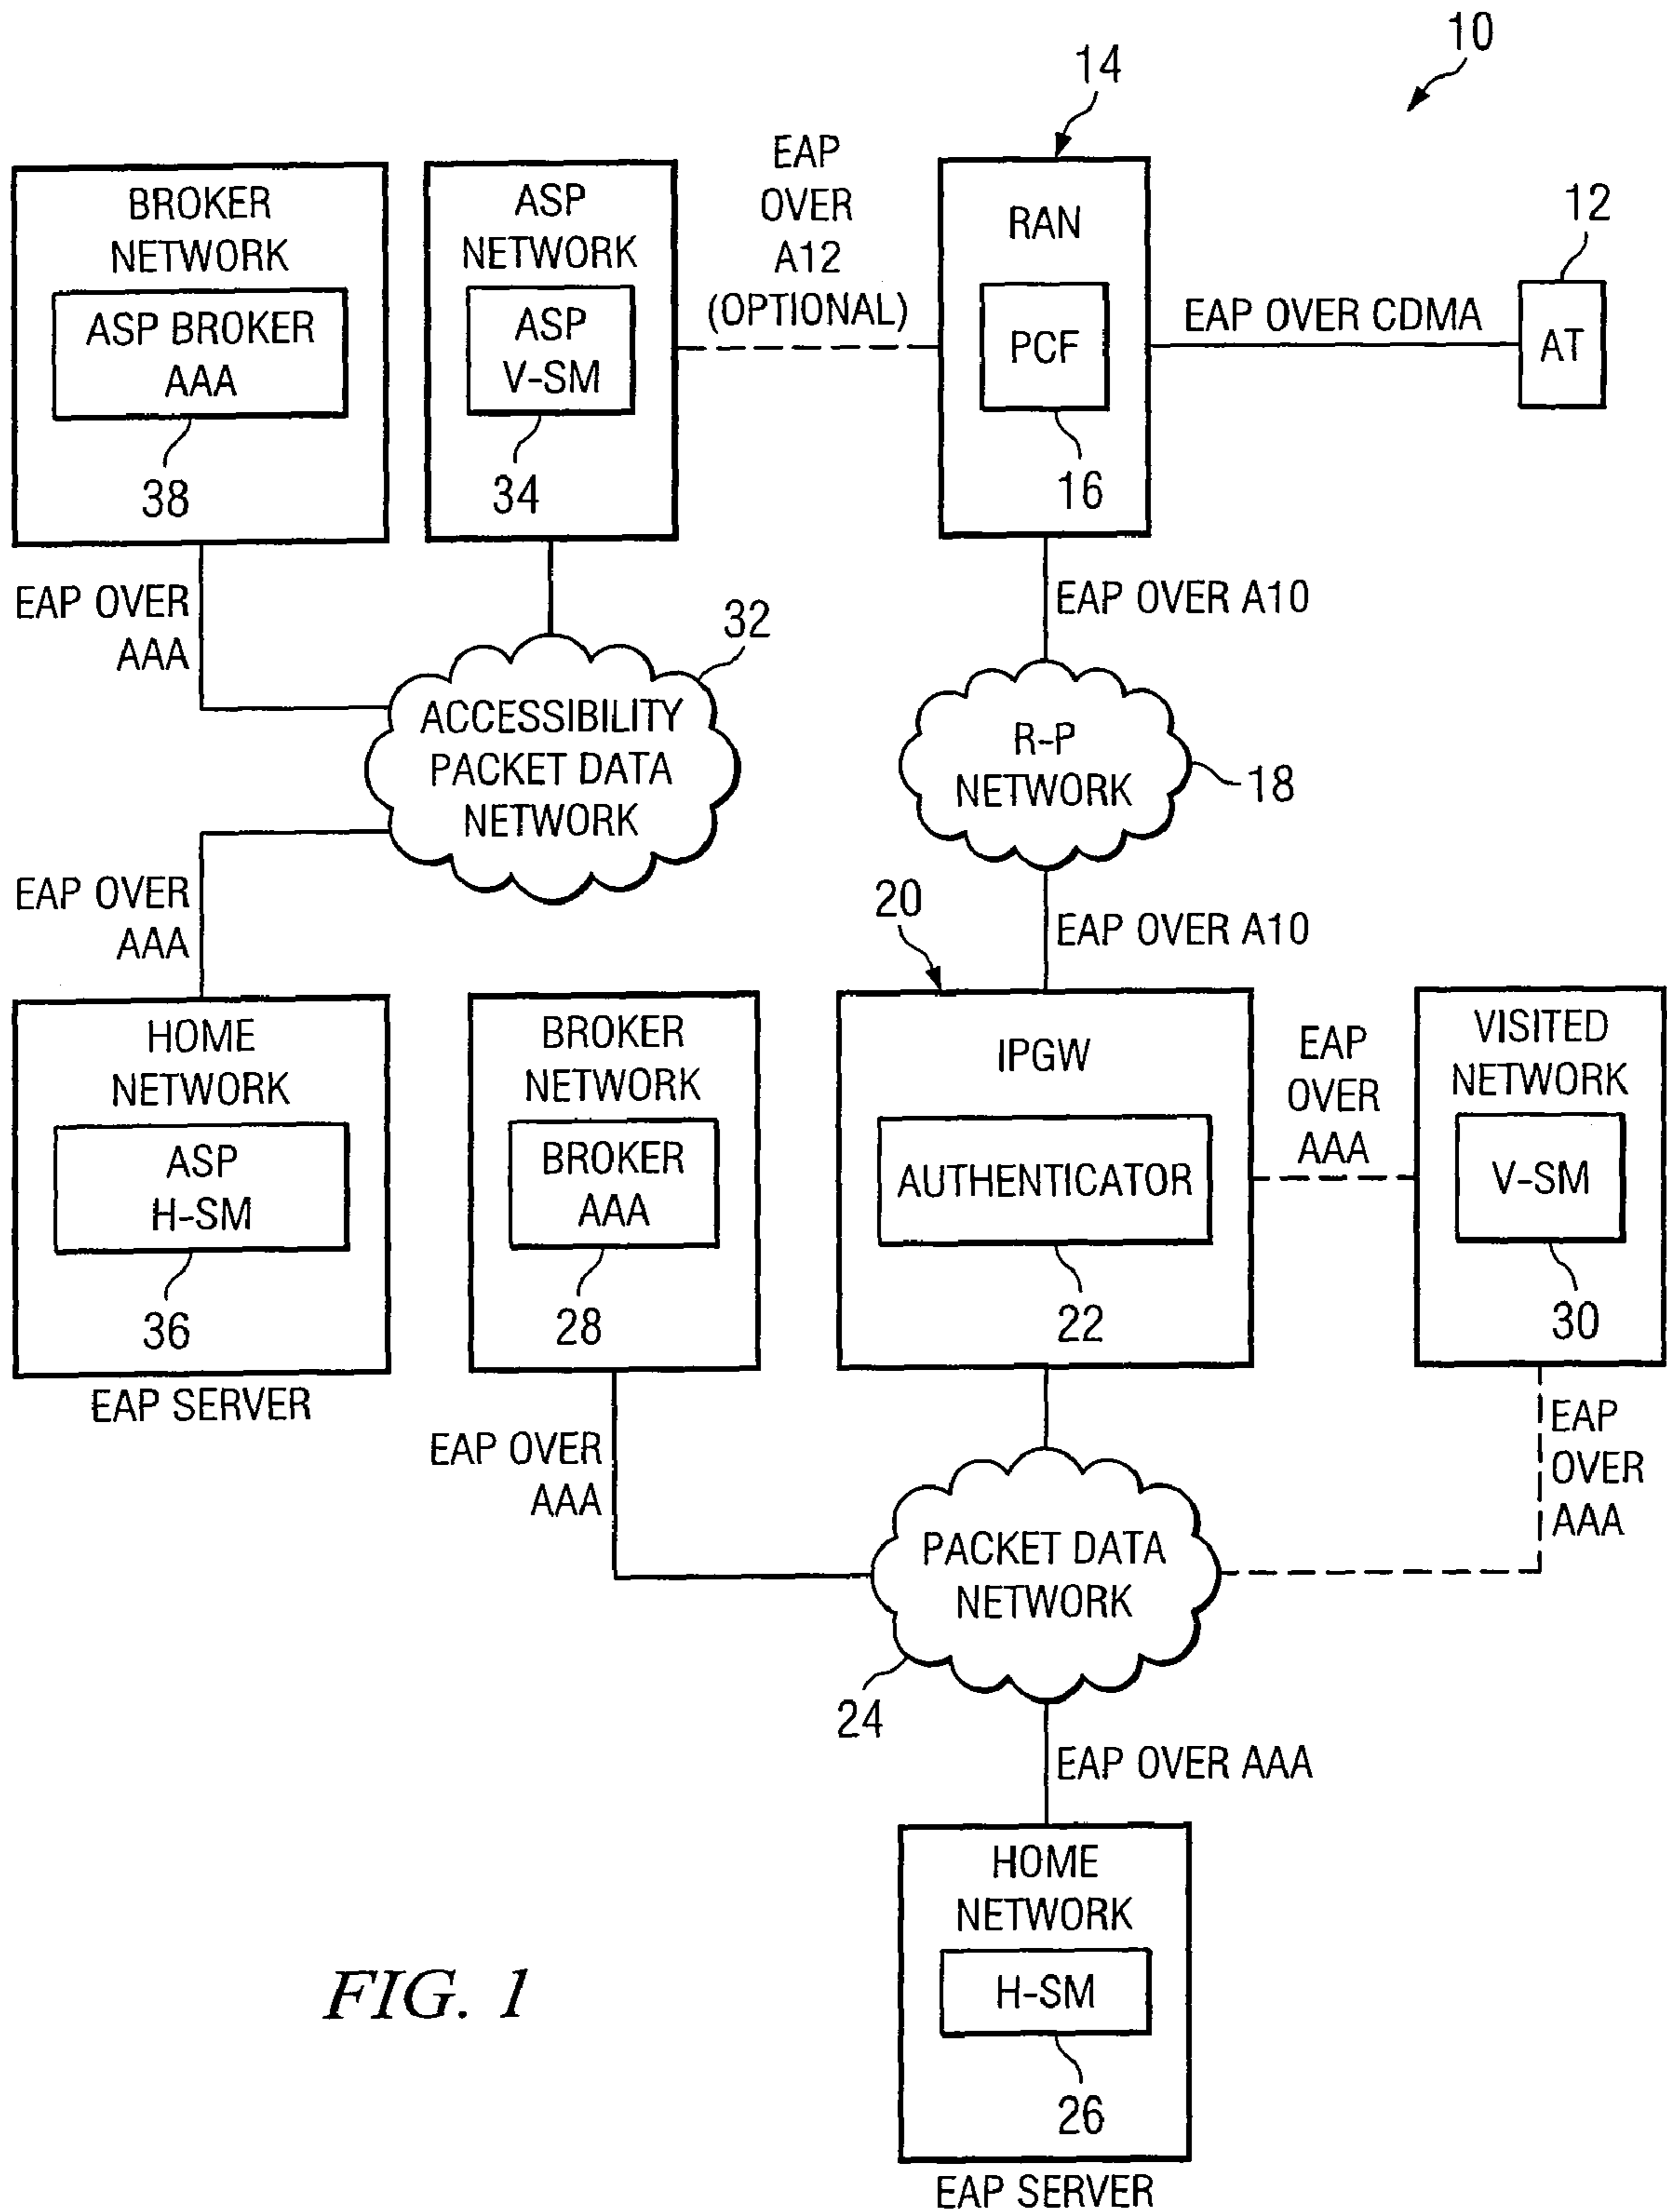 10
14
12
BROKER
NETWORK
ASP BROKER
AAA
38
ASP
NETWORK
ASP
V-SM
34
EAP
OVER
A12
(OPTIONAL)
RAN
PCF
16
EAP OVER CDMA
AT
EAP OVER
AAA
EAP OVER A10
32
ACCESSIBILITY
PACKET DATA
NETWORK
R-P
NETWORK
18
EAP OVER
AAA
20
EAP OVER A10
HOME
NETWORK
ASP
H-SM
36
EAP SERVER
BROKER
NETWORK
BROKER
AAA
28
IPGW
AUTHENTICATOR
22
EAP
OVER
AAA
VISITED
NETWORK
V-SM
30
EAP OVER
AAA
EAP
OVER
AAA
PACKET DATA
NETWORK
24
EAP OVER AAA
HOME
NETWORK
H-SM
26
EAP SERVER
FIG. 1